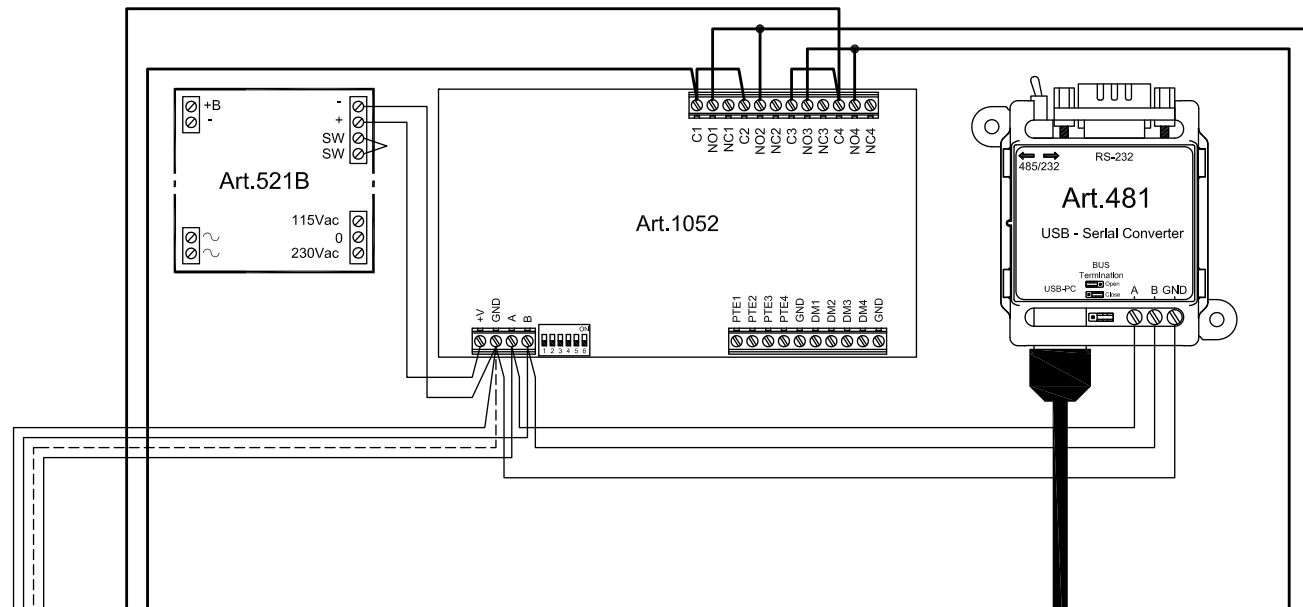 +B
-
-
+
SW
SW
Art.521B
115Vac
0
230Vac
C1
NO1
NC1
C2
NO2
NC2
C3
NO3
NC3
C4
NO4
NC4
Art.1052
+V
GND
A
B
ON
1 2 3 4 5 6
PTE1
PTE2
PTE3
PTE4
GND
DM1
DM2
DM3
DM4
GND
485/232
RS-232
Art.481
USB - Serial Converter
BUS
Termination
Open
USB-PC
Close
A B GND